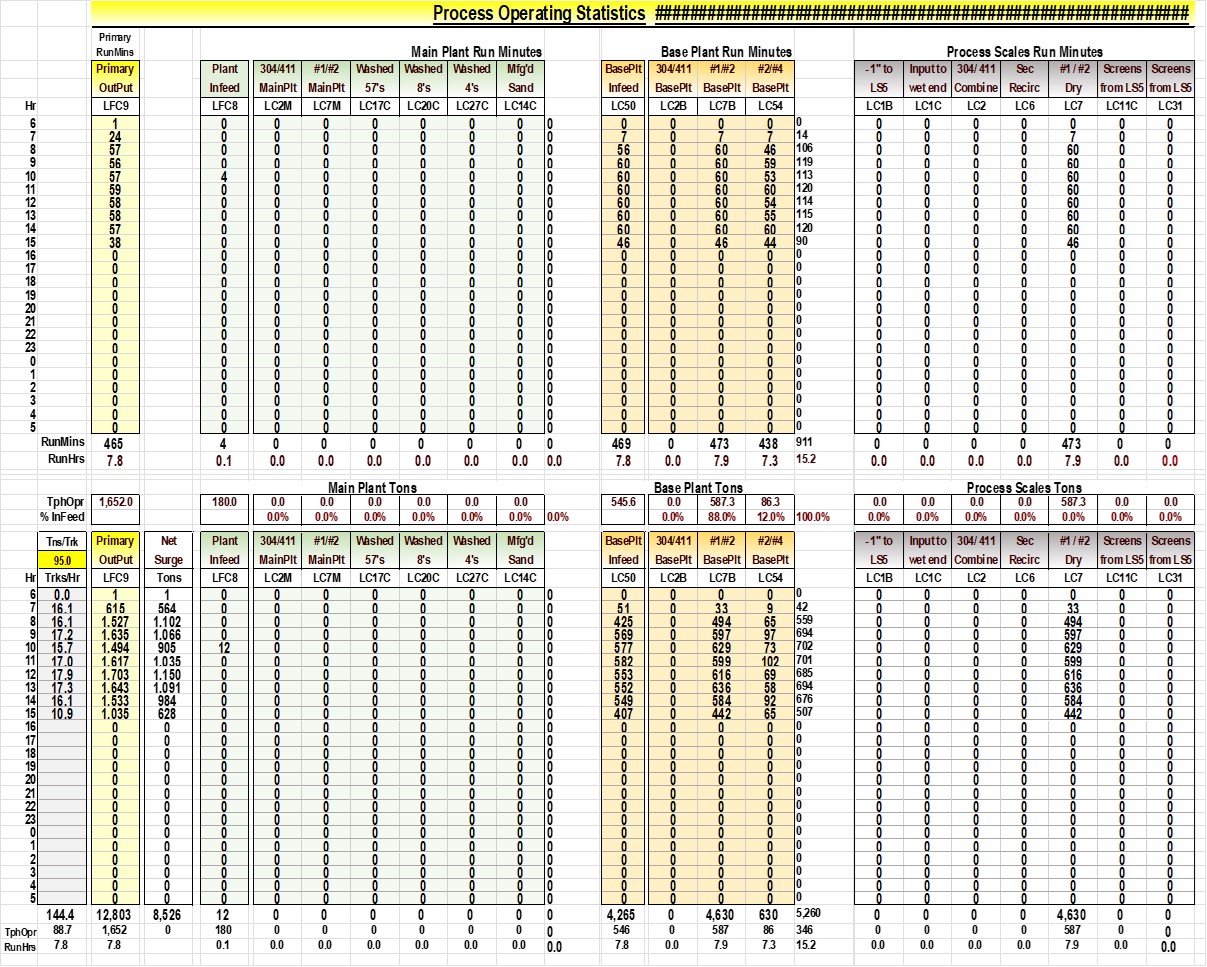 Process Operating Statistics ################################################################
Primary
RunMins Main Plant Run Minutes Base Plant Run Minutes Process Scales Run Minutes
Primary Plant 304/411 #1/#2 Washed Washed Washed Mfg'd BasePlt 304/411 #1/#2 #2/#4 -1" to Input to 304/ 411 Sec #1 / #2 Screens Screens
OutPut Infeed MainPlt MainPlt 57's 8's 4's Sand Infeed BasePlt BasePlt BasePlt LS5 wet end Combine Recirc Dry from LS5 from LS5
Hr LFC9 LFC8 LC2M LC7M LC17C LC20C LC27C LC14C LC50 LC2B LC7B LC54 LC1B LC1C LC2 LC6 LC7 LC11C LC31
6 1 0 0 0 0 0 0 0 0 0 0 0 0 0 0 0 0 0 0 0 0
7 24 0 0 0 0 0 0 0 0 7 0 7 7 14 0 0 0 0 7 0 0
8 57 0 0 0 0 0 0 0 0 56 0 60 46 106 0 0 0 0 60 0 0
9 56 0 0 0 0 0 0 0 0 60 0 60 59 119 0 0 0 0 60 0 0
10 57 4 0 0 0 0 0 0 0 60 0 60 53 113 0 0 0 0 60 0 0
11 59 0 0 0 0 0 0 0 0 60 0 60 60 120 0 0 0 0 60 0 0
12 58 0 0 0 0 0 0 0 0 60 0 60 54 114 0 0 0 0 60 0 0
13 58 0 0 0 0 0 0 0 0 60 0 60 55 115 0 0 0 0 60 0 0
14 57 0 0 0 0 0 0 0 0 60 0 60 60 120 0 0 0 0 60 0 0
15 38 0 0 0 0 0 0 0 0 46 0 46 44 90 0 0 0 0 46 0 0
16 0 0 0 0 0 0 0 0 0 0 0 0 0 0 0 0 0 0 0 0 0
17 0 0 0 0 0 0 0 0 0 0 0 0 0 0 0 0 0 0 0 0 0
18 0 0 0 0 0 0 0 0 0 0 0 0 0 0 0 0 0 0 0 0 0
19 0 0 0 0 0 0 0 0 0 0 0 0 0 0 0 0 0 0 0 0 0
20 0 0 0 0 0 0 0 0 0 0 0 0 0 0 0 0 0 0 0 0 0
21 0 0 0 0 0 0 0 0 0 0 0 0 0 0 0 0 0 0 0 0 0
22 0 0 0 0 0 0 0 0 0 0 0 0 0 0 0 0 0 0 0 0 0
23 0 0 0 0 0 0 0 0 0 0 0 0 0 0 0 0 0 0 0 0 0
0 0 0 0 0 0 0 0 0 0 0 0 0 0 0 0 0 0 0 0 0 0
1 0 0 0 0 0 0 0 0 0 0 0 0 0 0 0 0 0 0 0 0 0
2 0 0 0 0 0 0 0 0 0 0 0 0 0 0 0 0 0 0 0 0 0
3 0 0 0 0 0 0 0 0 0 0 0 0 0 0 0 0 0 0 0 0 0
4 0 0 0 0 0 0 0 0 0 0 0 0 0 0 0 0 0 0 0 0 0
5 0 0 0 0 0 0 0 0 0 0 0 0 0 0 0 0 0 0 0 0 0
RunMins 465 4 0 0 0 0 0 0 0 469 0 473 438 911 0 0 0 0 473 0 0
RunHrs 7.8 0.1 0.0 0.0 0.0 0.0 0.0 0.0 0.0 7.8 0.0 7.9 7.3 15.2 0.0 0.0 0.0 0.0 7.9 0.0 0.0
Main Plant Tons Base Plant Tons Process Scales Tons
TphOpr 1,652.0 180.0 0.0 0.0 0.0 0.0 0.0 0.0 545.6 0.0 587.3 86.3 0.0 0.0 0.0 0.0 587.3 0.0 0.0
% InFeed 0.0% 0.0% 0.0% 0.0% 0.0% 0.0% 0.0% 0.0% 88.0% 12.0% 100.0% 0.0% 0.0% 0.0% 0.0% 0.0% 0.0% 0.0%
Tns/Trk Primary Net Plant 304/411 #1/#2 Washed Washed Washed Mfg'd BasePlt 304/411 #1/#2 #2/#4 -1" to Input to 304/ 411 Sec #1 / #2 Screens Screens
95.0 OutPut Surge Infeed MainPlt MainPlt 57's 8's 4's Sand Infeed BasePlt BasePlt BasePlt LS5 wet end Combine Recirc Dry from LS5 from LS5
Hr Trks/Hr LFC9 Tons LFC8 LC2M LC7M LC17C LC20C LC27C LC14C LC50 LC2B LC7B LC54 LC1B LC1C LC2 LC6 LC7 LC11C LC31
6 0.0 1 1 0 0 0 0 0 0 0 0 0 0 0 0 0 0 0 0 0 0 0 0
7 16.1 615 564 0 0 0 0 0 0 0 0 51 0 33 9 42 0 0 0 0 33 0 0
8 16.1 1.527 1.102 0 0 0 0 0 0 0 0 425 0 494 65 559 0 0 0 0 494 0 0
9 17.2 1.635 1.066 0 0 0 0 0 0 0 0 569 0 597 97 694 0 0 0 0 597 0 0
10 15.7 1.494 905 12 0 0 0 0 0 0 0 577 0 629 73 702 0 0 0 0 629 0 0
11 17.0 1.617 1.035 0 0 0 0 0 0 0 0 582 0 599 102 701 0 0 0 0 599 0 0
12 17.9 1.703 1.150 0 0 0 0 0 0 0 0 553 0 616 69 685 0 0 0 0 616 0 0
13 17.3 1.643 1.091 0 0 0 0 0 0 0 0 552 0 636 58 694 0 0 0 0 636 0 0
14 16.1 1.533 984 0 0 0 0 0 0 0 0 549 0 584 92 676 0 0 0 0 584 0 0
15 10.9 1.035 628 0 0 0 0 0 0 0 0 407 0 442 65 507 0 0 0 0 442 0 0
16 0 0 0 0 0 0 0 0 0 0 0 0 0 0 0 0 0 0 0 0 0 0
17 0 0 0 0 0 0 0 0 0 0 0 0 0 0 0 0 0 0 0 0 0 0
18 0 0 0 0 0 0 0 0 0 0 0 0 0 0 0 0 0 0 0 0 0 0
19 0 0 0 0 0 0 0 0 0 0 0 0 0 0 0 0 0 0 0 0 0 0
20 0 0 0 0 0 0 0 0 0 0 0 0 0 0 0 0 0 0 0 0 0 0
21 0 0 0 0 0 0 0 0 0 0 0 0 0 0 0 0 0 0 0 0 0 0
22 0 0 0 0 0 0 0 0 0 0 0 0 0 0 0 0 0 0 0 0 0 0
23 0 0 0 0 0 0 0 0 0 0 0 0 0 0 0 0 0 0 0 0 0 0
0 0 0 0 0 0 0 0 0 0 0 0 0 0 0 0 0 0 0 0 0 0 0
1 0 0 0 0 0 0 0 0 0 0 0 0 0 0 0 0 0 0 0 0 0 0
2 0 0 0 0 0 0 0 0 0 0 0 0 0 0 0 0 0 0 0 0 0 0
3 0 0 0 0 0 0 0 0 0 0 0 0 0 0 0 0 0 0 0 0 0 0
4 0 0 0 0 0 0 0 0 0 0 0 0 0 0 0 0 0 0 0 0 0 0
5 0 0 0 0 0 0 0 0 0 0 0 0 0 0 0 0 0 0 0 0 0 0
144.4 12,803 8,526 12 0 0 0 0 0 0 0 4,265 0 4,630 630 5,260 0 0 0 0 4,630 0 0
TphOpr 88.7 1,652 0 180 0 0 0 0 0 0 0 546 0 587 86 346 0 0 0 0 587 0 0
RunHrs 7.8 7.8 0.1 0.0 0.0 0.0 0.0 0.0 0.0 0.0 7.8 0.0 7.9 7.3 15.2 0.0 0.0 0.0 0.0 7.9 0.0 0.0